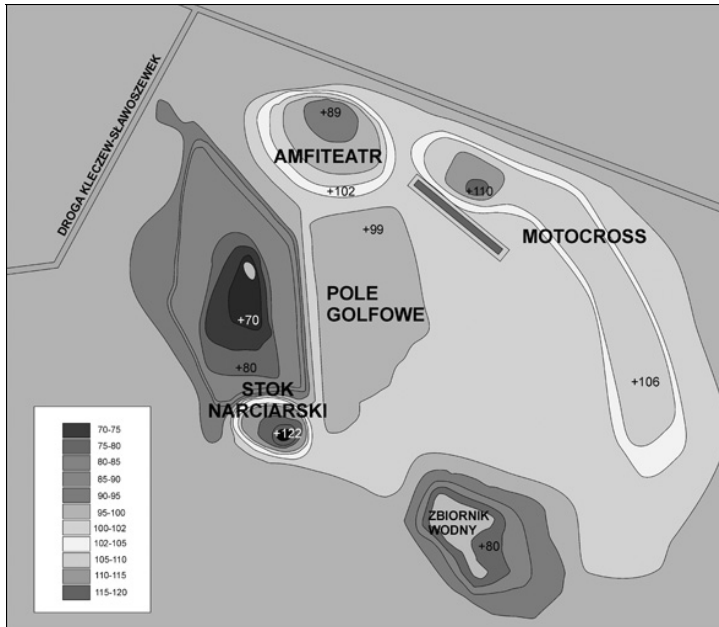 DROGA KLECZEW-SŁAWOSZEWEK
+89
AMFITEATR
+102
+110
+99
MOTOCROSS
POLE
GOLFOWE
+70
+80
+106
STOK
NARCIARSKI
+122
ZBIORNIK
WODNY
+80
70-75
75-80
80-85
85-90
90-95
95-100
100-102
102-105
105-110
110-115
115-120